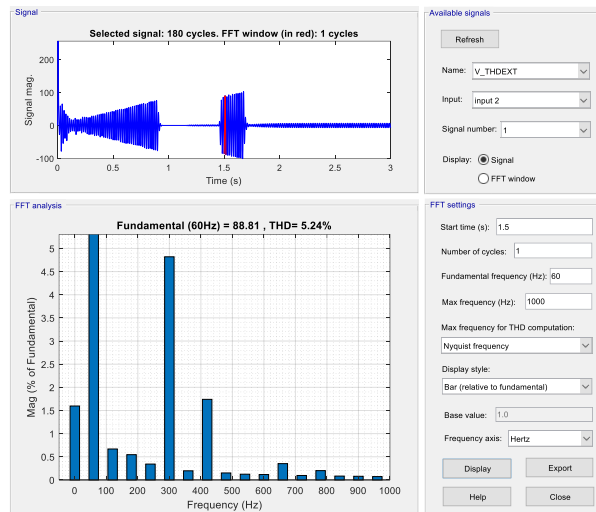 Signal
Selected signal: 180 cycles. FFT window (in red): 1 cycles
Signal mag.
200
100
0
-100
0
0.5
1
1.5
2
2.5
3
Time (s)
Available signals
Refresh
Name:
V_THDEXT
Input:
input 2
Signal number:
1
Display:
Signal
FFT window
FFT analysis
Fundamental (60Hz) = 88.81 , THD= 5.24%
Mag (% of Fundamental)
5
4.5
4
3.5
3
2.5
2
1.5
1
0.5
0
0
100
200
300
400
500
600
700
800
900
1000
Frequency (Hz)
FFT settings
Start time (s):
1.5
Number of cycles:
1
Fundamental frequency (Hz):
60
Max frequency (Hz):
1000
Max frequency for THD computation:
Nyquist frequency
Display style:
Bar (relative to fundamental)
Base value:
1.0
Frequency axis:
Hertz
Display
Export
Help
Close